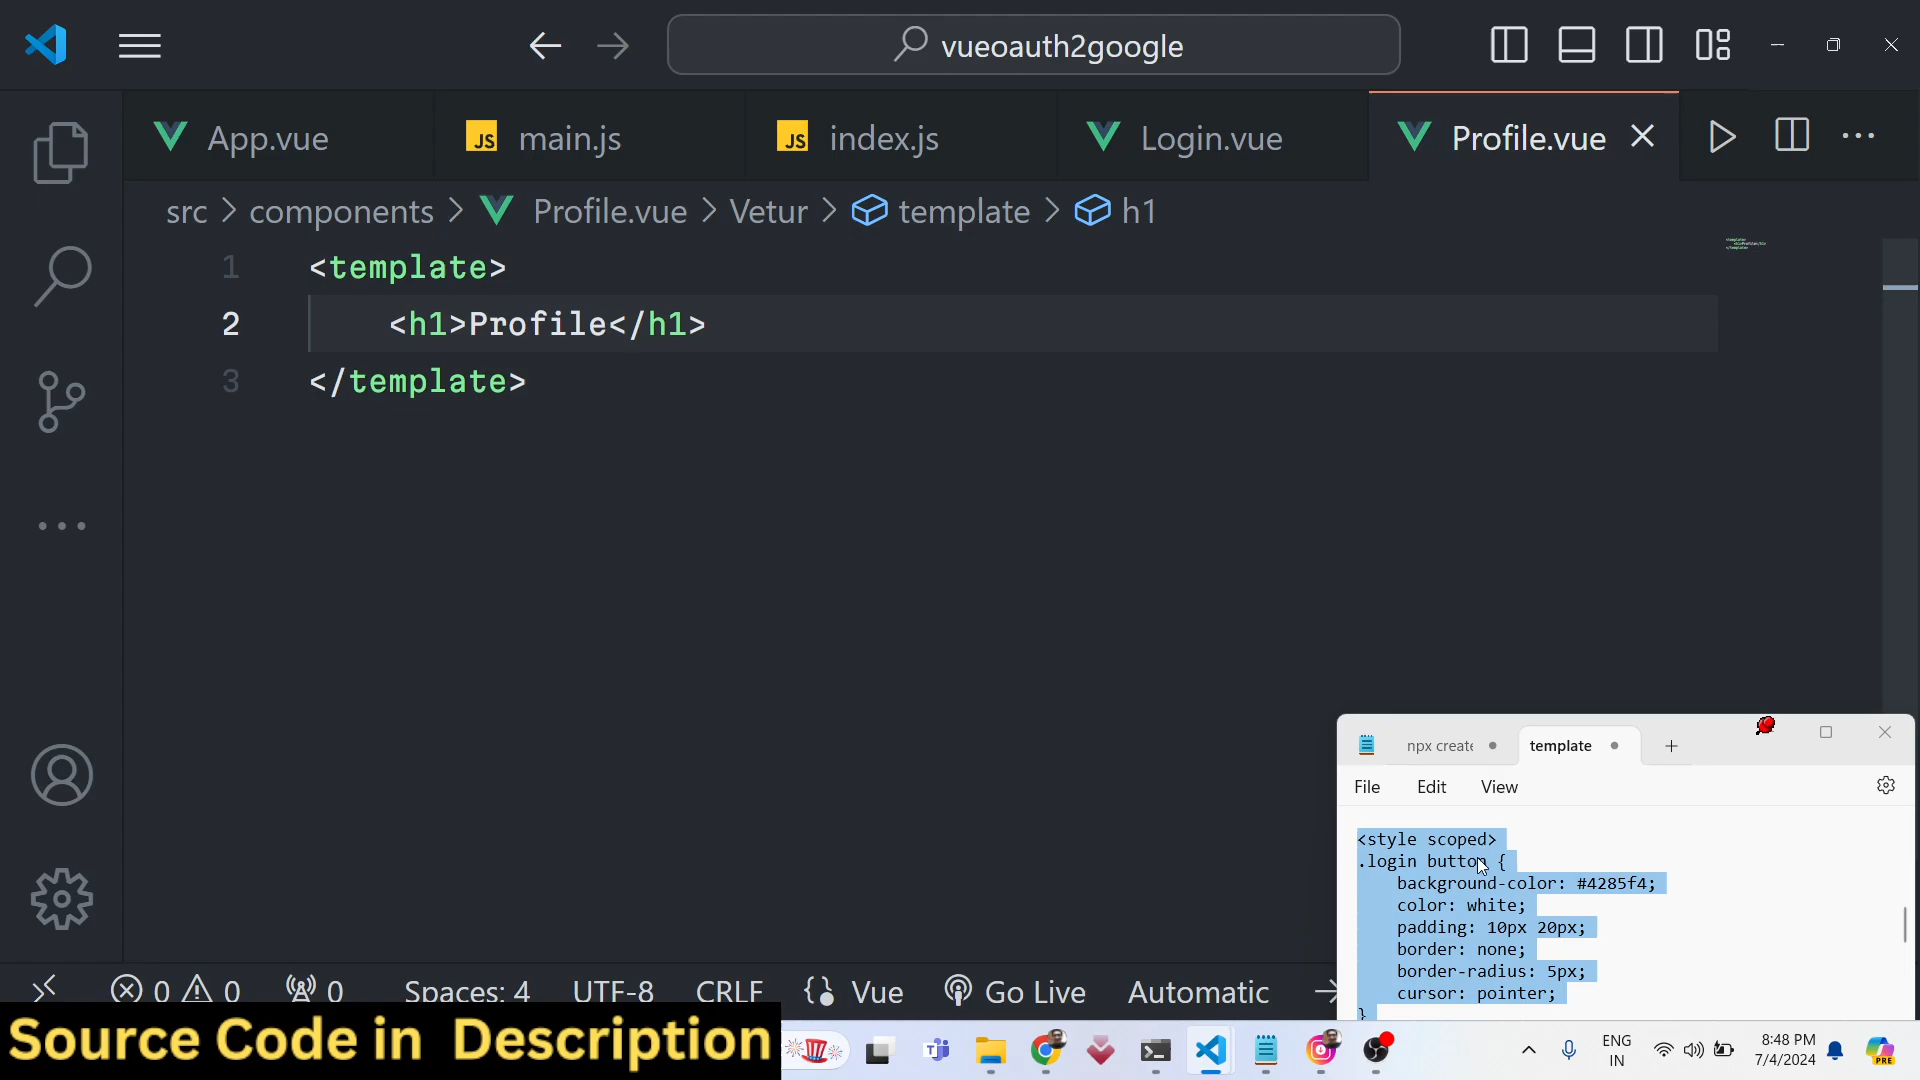 vueoauth2google
App.vue
JS main.js
JS index.js
Login.vue
Profile.vue
src > components > Profile.vue > Vetur > template > h1
1 <template>
2 <h1>Profile</h1>
3 </template>
npx create
template
File Edit View
<style scoped>
.login button {
background-color: #4285f4;
color: white;
padding: 10px 20px;
border: none;
border-radius: 5px;
cursor: pointer;
}
0 0 0 Spaces: 4 UTF-8 CRLF {} Vue Go Live Automatic
Source Code in Description
ENG
IN
8:48 PM
7/4/2024
PRE